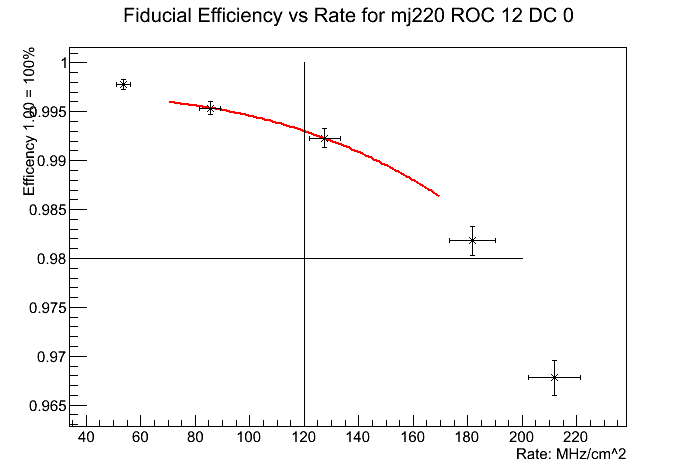 Fiducial Efficiency vs Rate for mj220 ROC 12 DC 0
Efficency 1.00 = 100%
1
0.995
0.99
0.985
0.98
0.975
0.97
0.965
40 60 80 100 120 140 160 180 200 220
Rate: MHz/cm^2